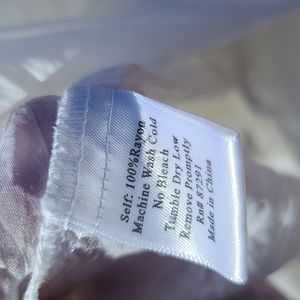 Self: 100%Rayon
Machine Wash Cold
No Bleach
Tumble Dry Low
Remove Promptly
Rn# 87291
Made in China